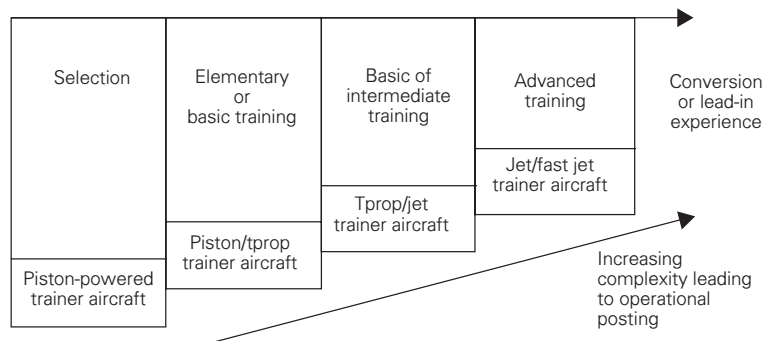 Selection
Piston-powered
trainer aircraft
Elementary
or
basic training
Piston/tprop
trainer aircraft
Basic of
intermediate
training
Tprop/jet
trainer aircraft
Advanced
training
Jet/fast jet
trainer aircraft
Conversion
or lead-in
experience
Increasing
complexity leading
to operational
posting